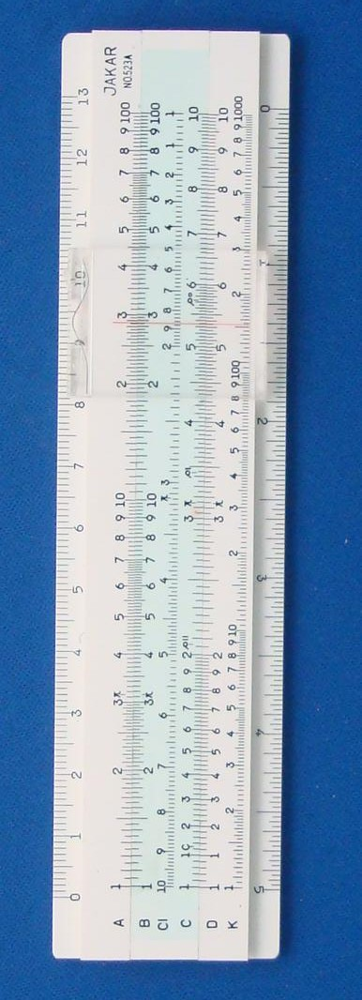 0 1 2 3 4 5 6 7 8 9 10 11 12 13
JAKAR
NO.523A
A 1 2 3 π 4 5 6 7 8 9 10 2 3 4 5 6 7 8 9 100
B 1 2 3 π 4 5 6 7 8 9 10 2 3 4 5 6 7 8 9 100
CI 10 9 8 7 6 5 4 π 3 2 9 8 7 6 5 4 3 2 1 1
C 1 1 C 2 3 4 5 6 7 8 9 2 ρ" 3 π ρ' 4 5 ρ° 6 7 8 9 10
D 1 1 2 3 4 5 6 7 8 9 2 3 π 4 5 6 7 8 9 10
K 1 2 3 4 5 6 7 8 9 10 2 3 4 5 6 7 8 9 100 2 3 4 5 6 7 8 9 1000
5 4 3 2 1 0